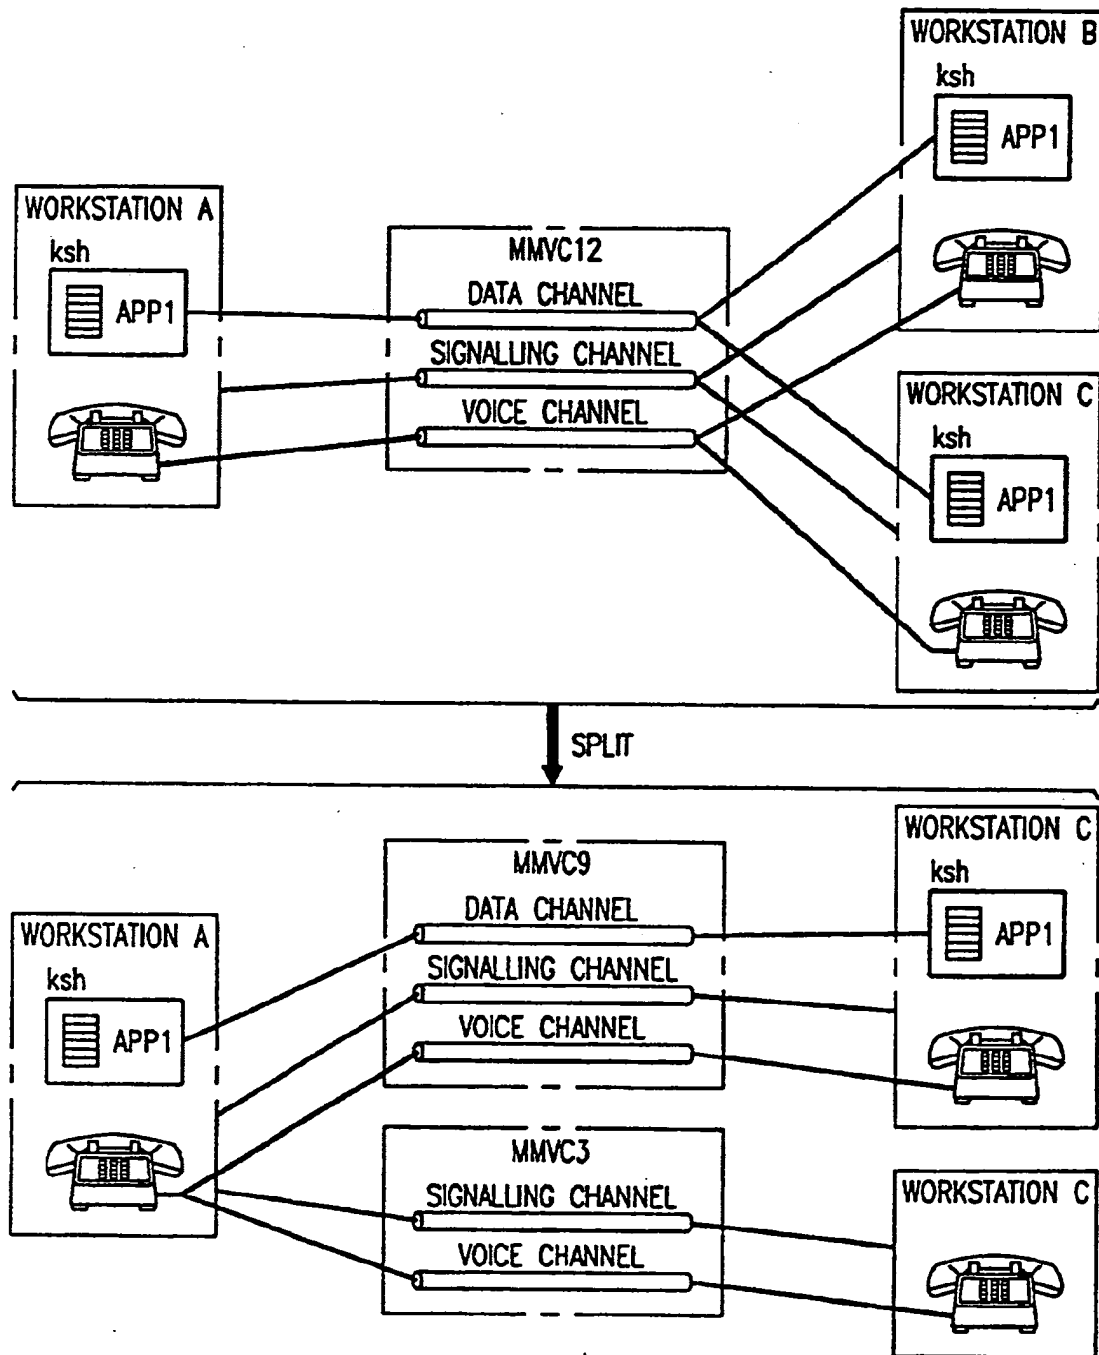 WORKSTATION B
ksh
APP1
WORKSTATION A
ksh
APP1
MMVC12
DATA CHANNEL
SIGNALLING CHANNEL
VOICE CHANNEL
WORKSTATION C
ksh
APP1
SPLIT
WORKSTATION C
ksh
APP1
MMVC9
DATA CHANNEL
SIGNALLING CHANNEL
VOICE CHANNEL
WORKSTATION A
ksh
APP1
MMVC3
SIGNALLING CHANNEL
VOICE CHANNEL
WORKSTATION C